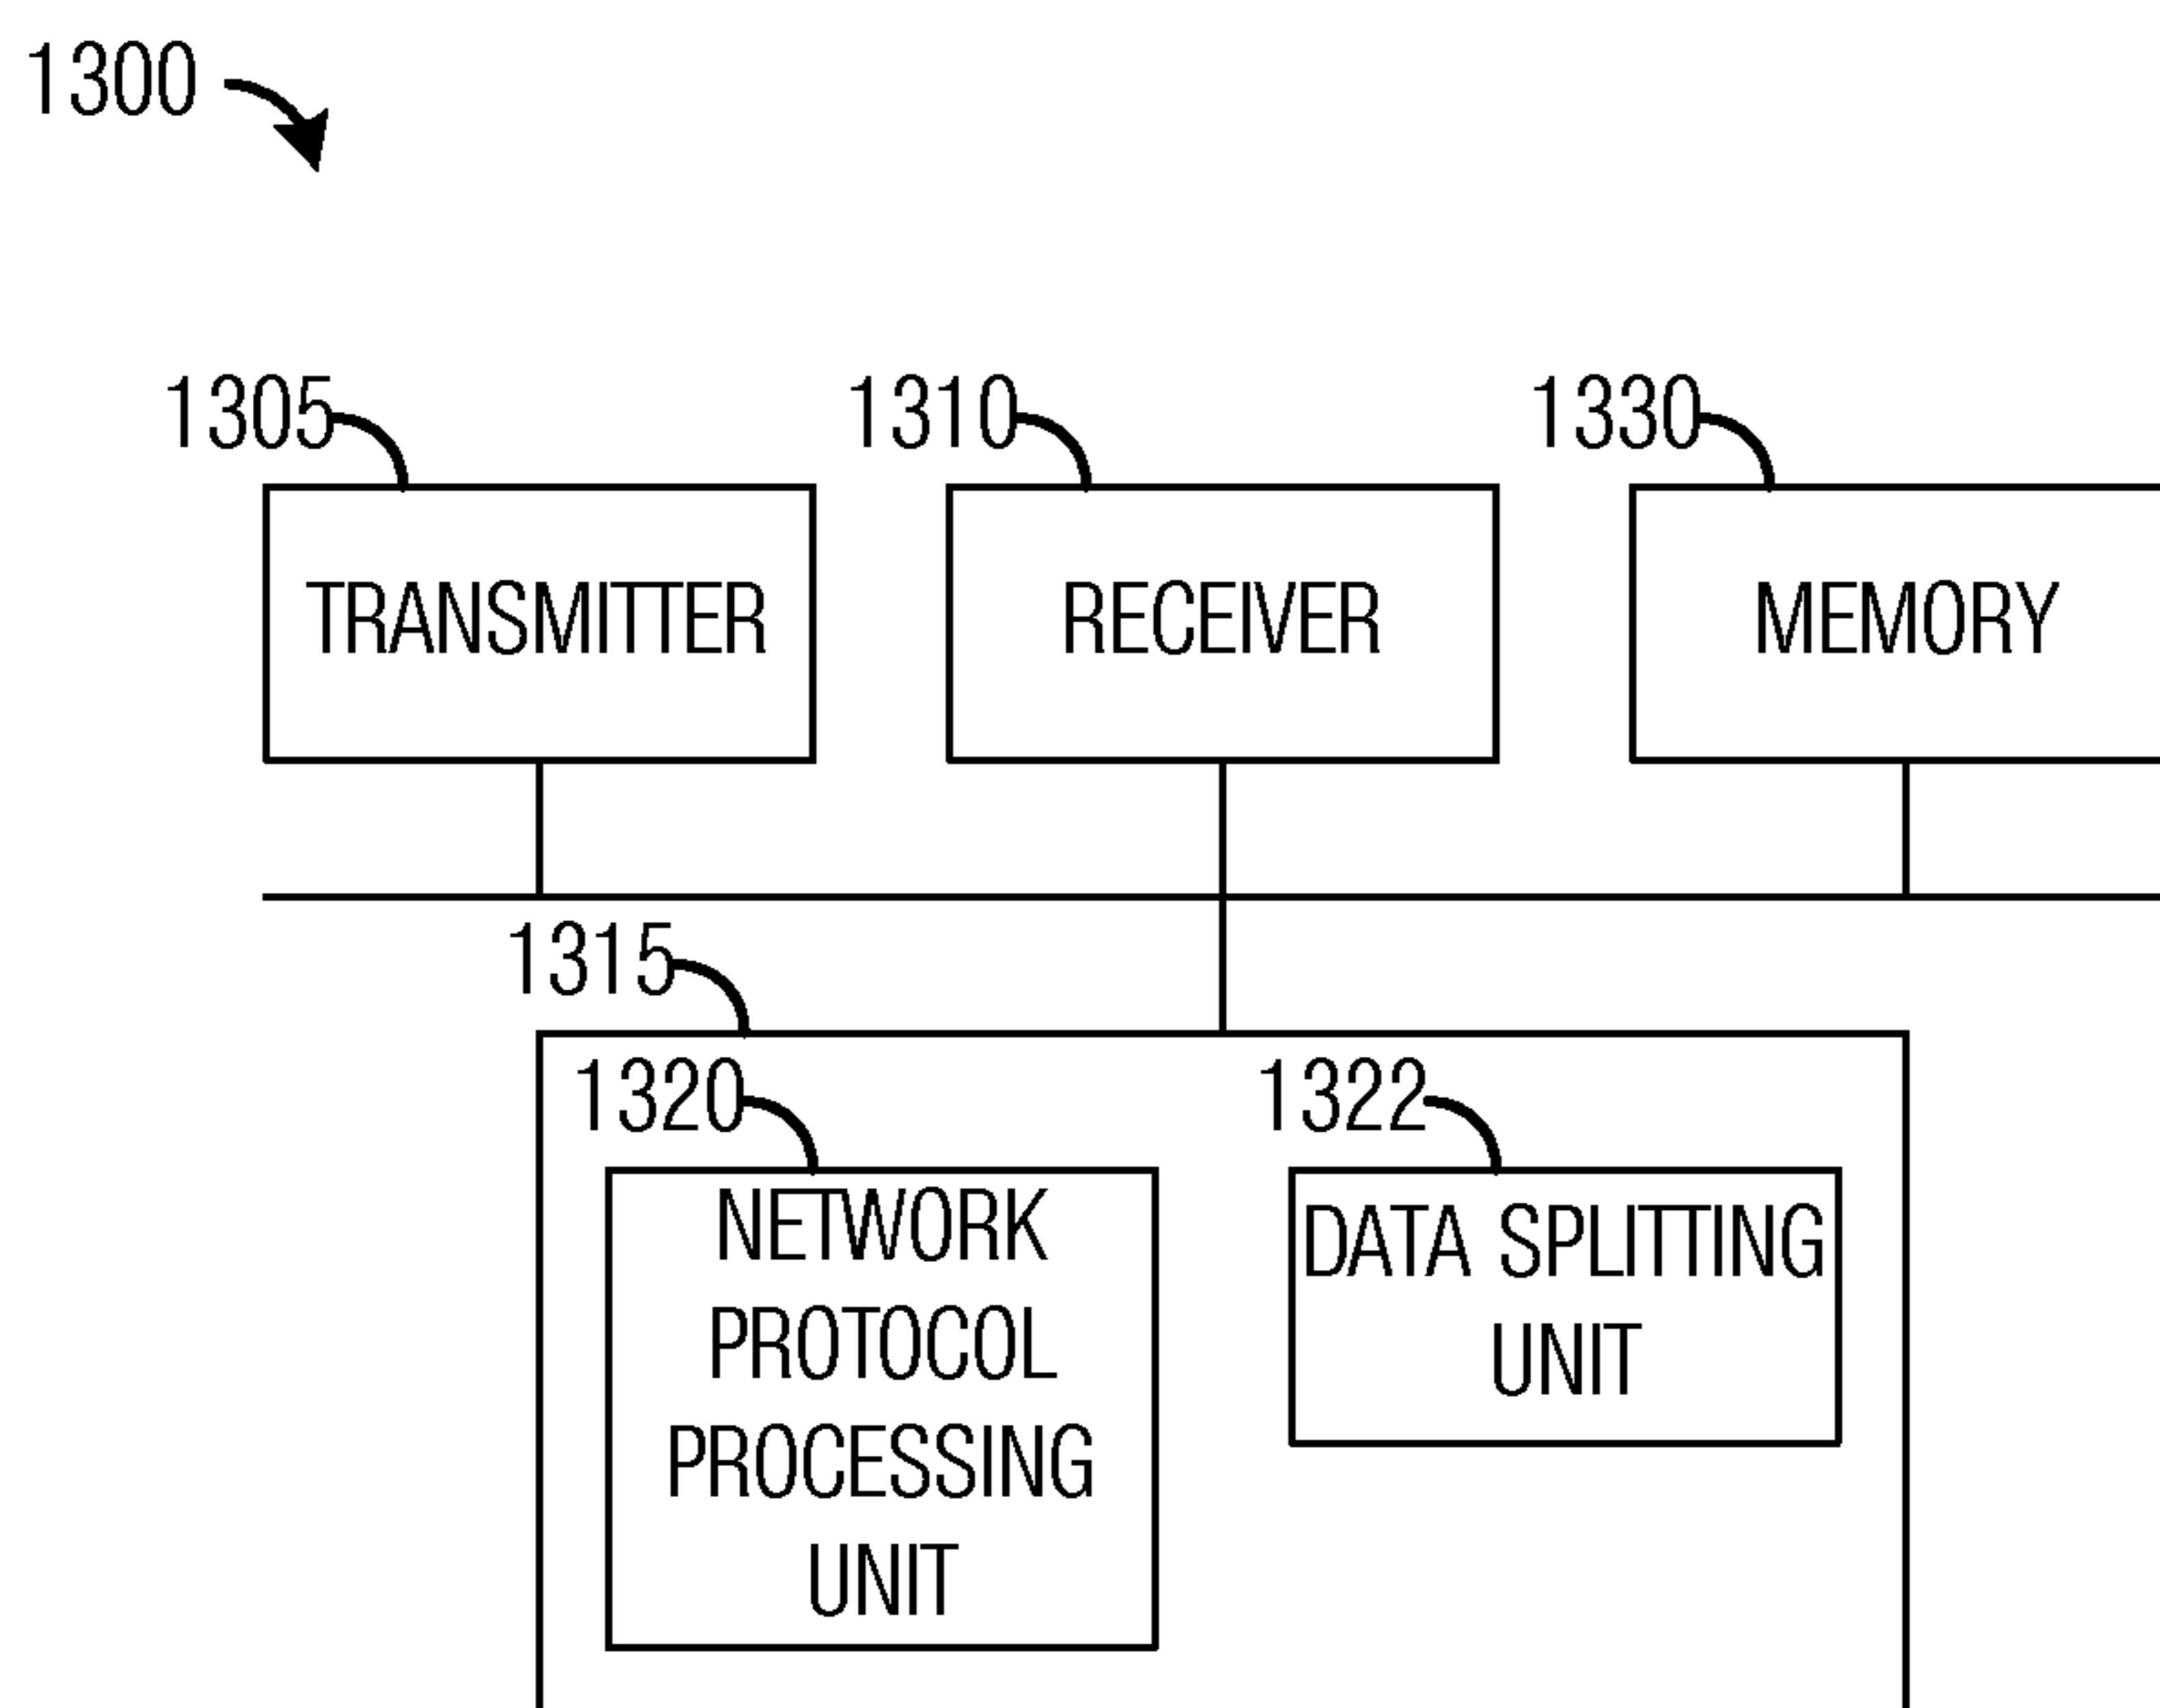 1300
1305
1310
1330
TRANSMITTER
RECEIVER
MEMORY
1315
1320
1322
NETWORK
PROTOCOL
PROCESSING
UNIT
DATA SPLITTING
UNIT